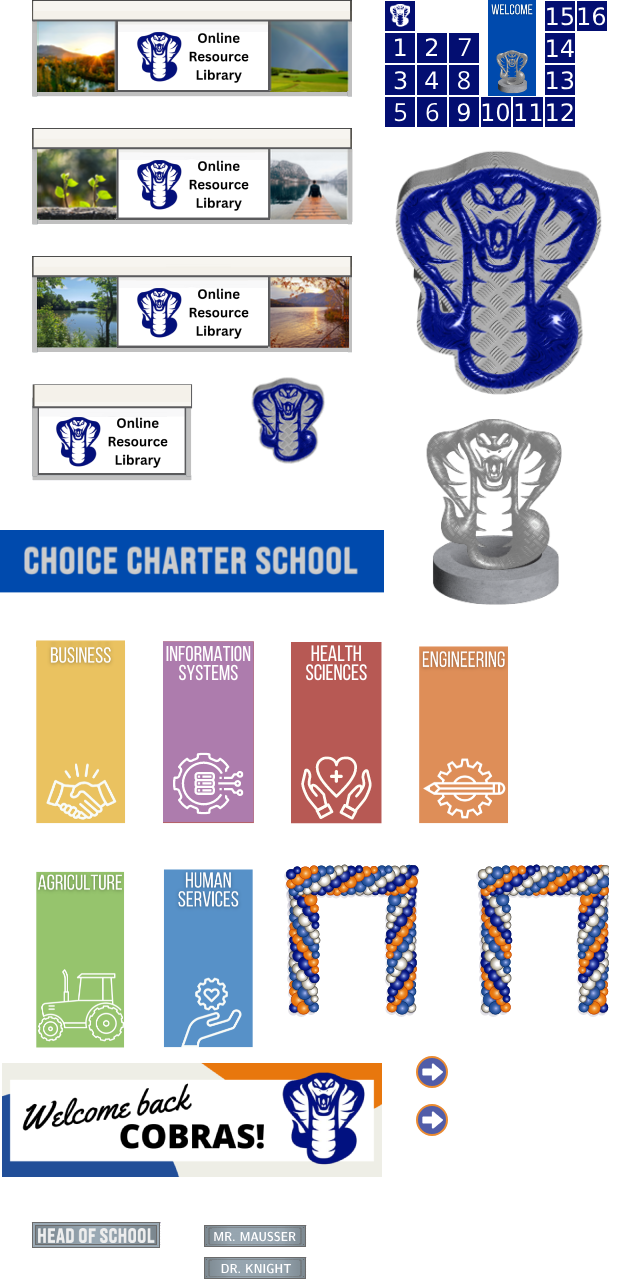 Online
Resource
Library
WELCOME
15 16
1 2 7
14
3 4 8
13
5 6 9 10 11 12
Online
Resource
Library
Online
Resource
Library
Online
Resource
Library
CHOICE CHARTER SCHOOL
BUSINESS
INFORMATION
SYSTEMS
HEALTH
SCIENCES
ENGINEERING
AGRICULTURE
HUMAN
SERVICES
Welcome back
COBRAS!
HEAD OF SCHOOL
MR. MAUSSER
DR. KNIGHT